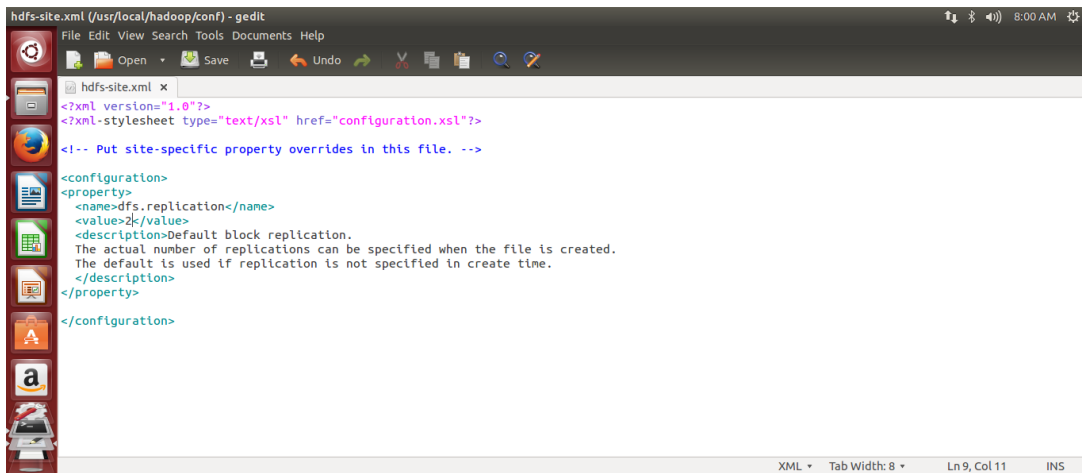 hdfs-site.xml (/usr/local/hadoop/conf) - gedit
8:00 AM
File Edit View Search Tools Documents Help
Open Save Undo
hdfs-site.xml
<?xml version="1.0"?>
<?xml-stylesheet type="text/xsl" href="configuration.xsl"?>
<!-- Put site-specific property overrides in this file. -->
<configuration>
<property>
<name>dfs.replication</name>
<value>2</value>
<description>Default block replication.
The actual number of replications can be specified when the file is created.
The default is used if replication is not specified in create time.
</description>
</property>
</configuration>
a
XML Tab Width: 8 Ln 9, Col 11 INS